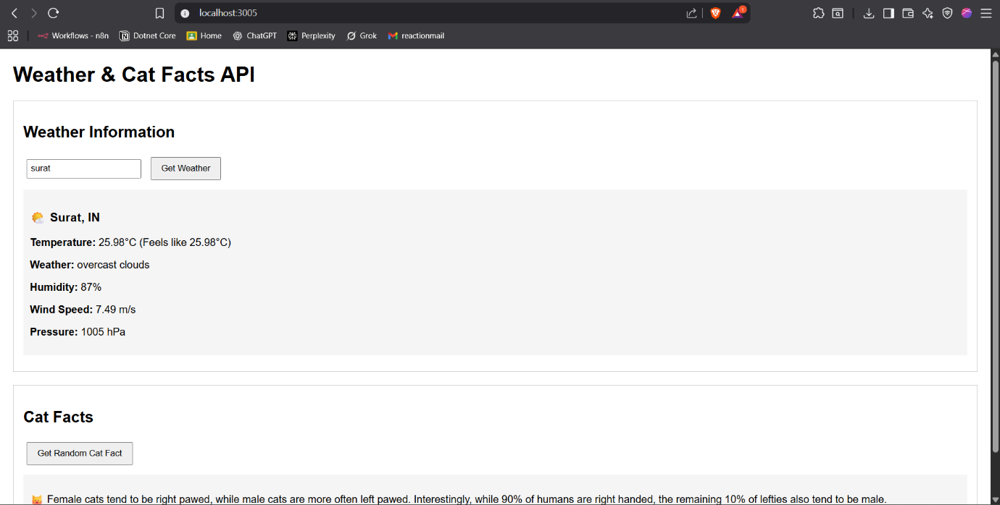 localhost:3005
1
Workflows - n8n Dotnet Core Home ChatGPT Perplexity Grok reactionmail
Weather & Cat Facts API
Weather Information
surat Get Weather
Surat, IN
Temperature: 25.98°C (Feels like 25.98°C)
Weather: overcast clouds
Humidity: 87%
Wind Speed: 7.49 m/s
Pressure: 1005 hPa
Cat Facts
Get Random Cat Fact
Female cats tend to be right pawed, while male cats are more often left pawed. Interestingly, while 90% of humans are right handed, the remaining 10% of lefties also tend to be male.